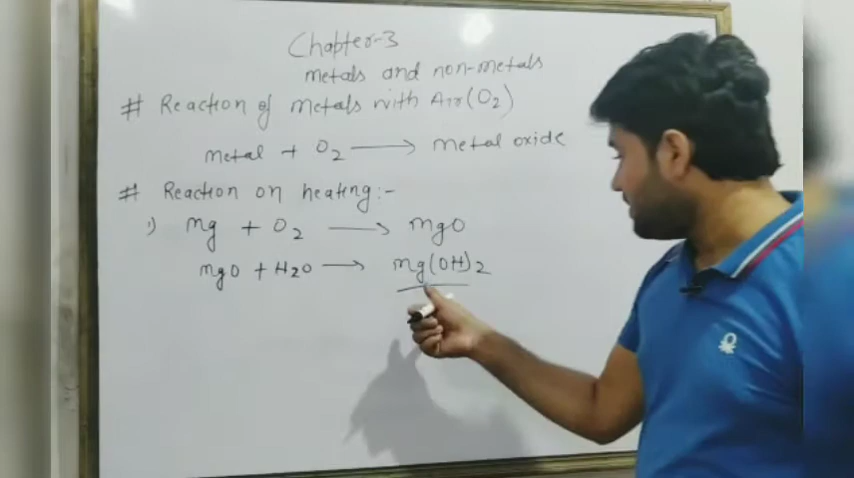 Chapter-3
metals and non-metals
# Reaction of metals with Air(O2)
metal + O2 → metal oxide
# Reaction on heating:-
1) mg + O2 → mgO
mgO + H2O → mg(OH)2